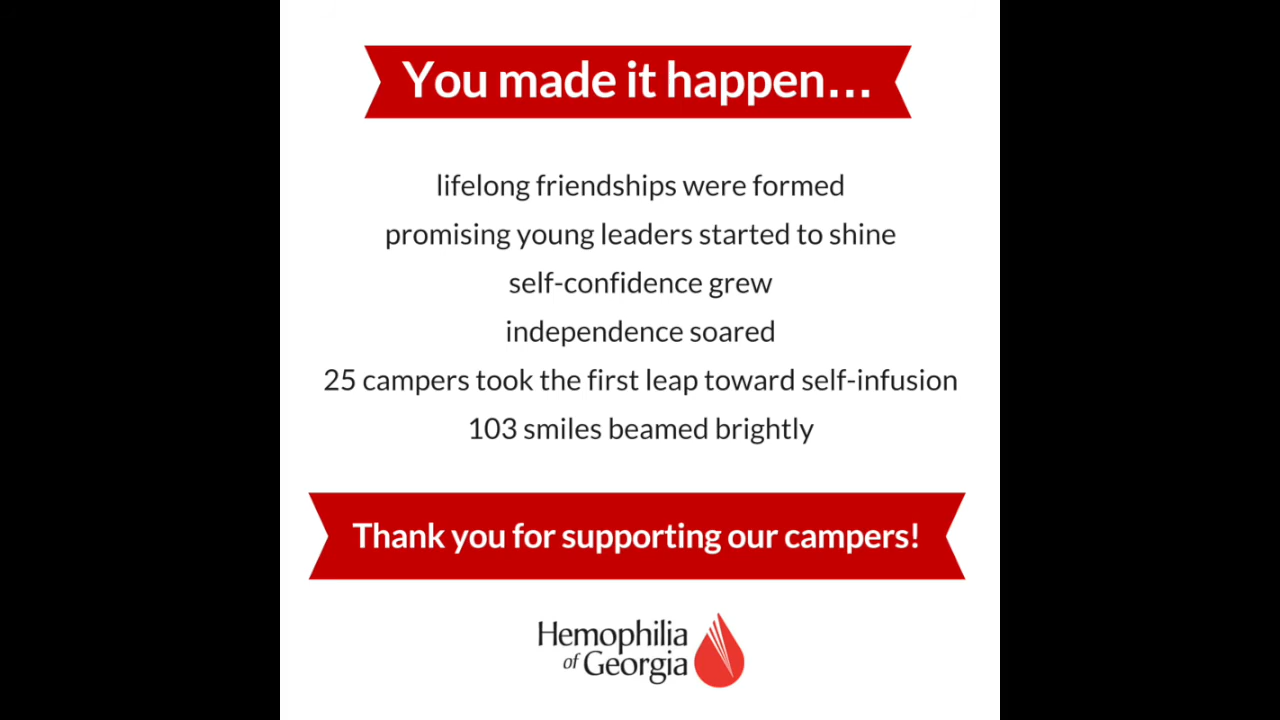 You made it happen...
lifelong friendships were formed
promising young leaders started to shine
self-confidence grew
independence soared
25 campers took the first leap toward self-infusion
103 smiles beamed brightly
Thank you for supporting our campers!
Hemophilia
of Georgia